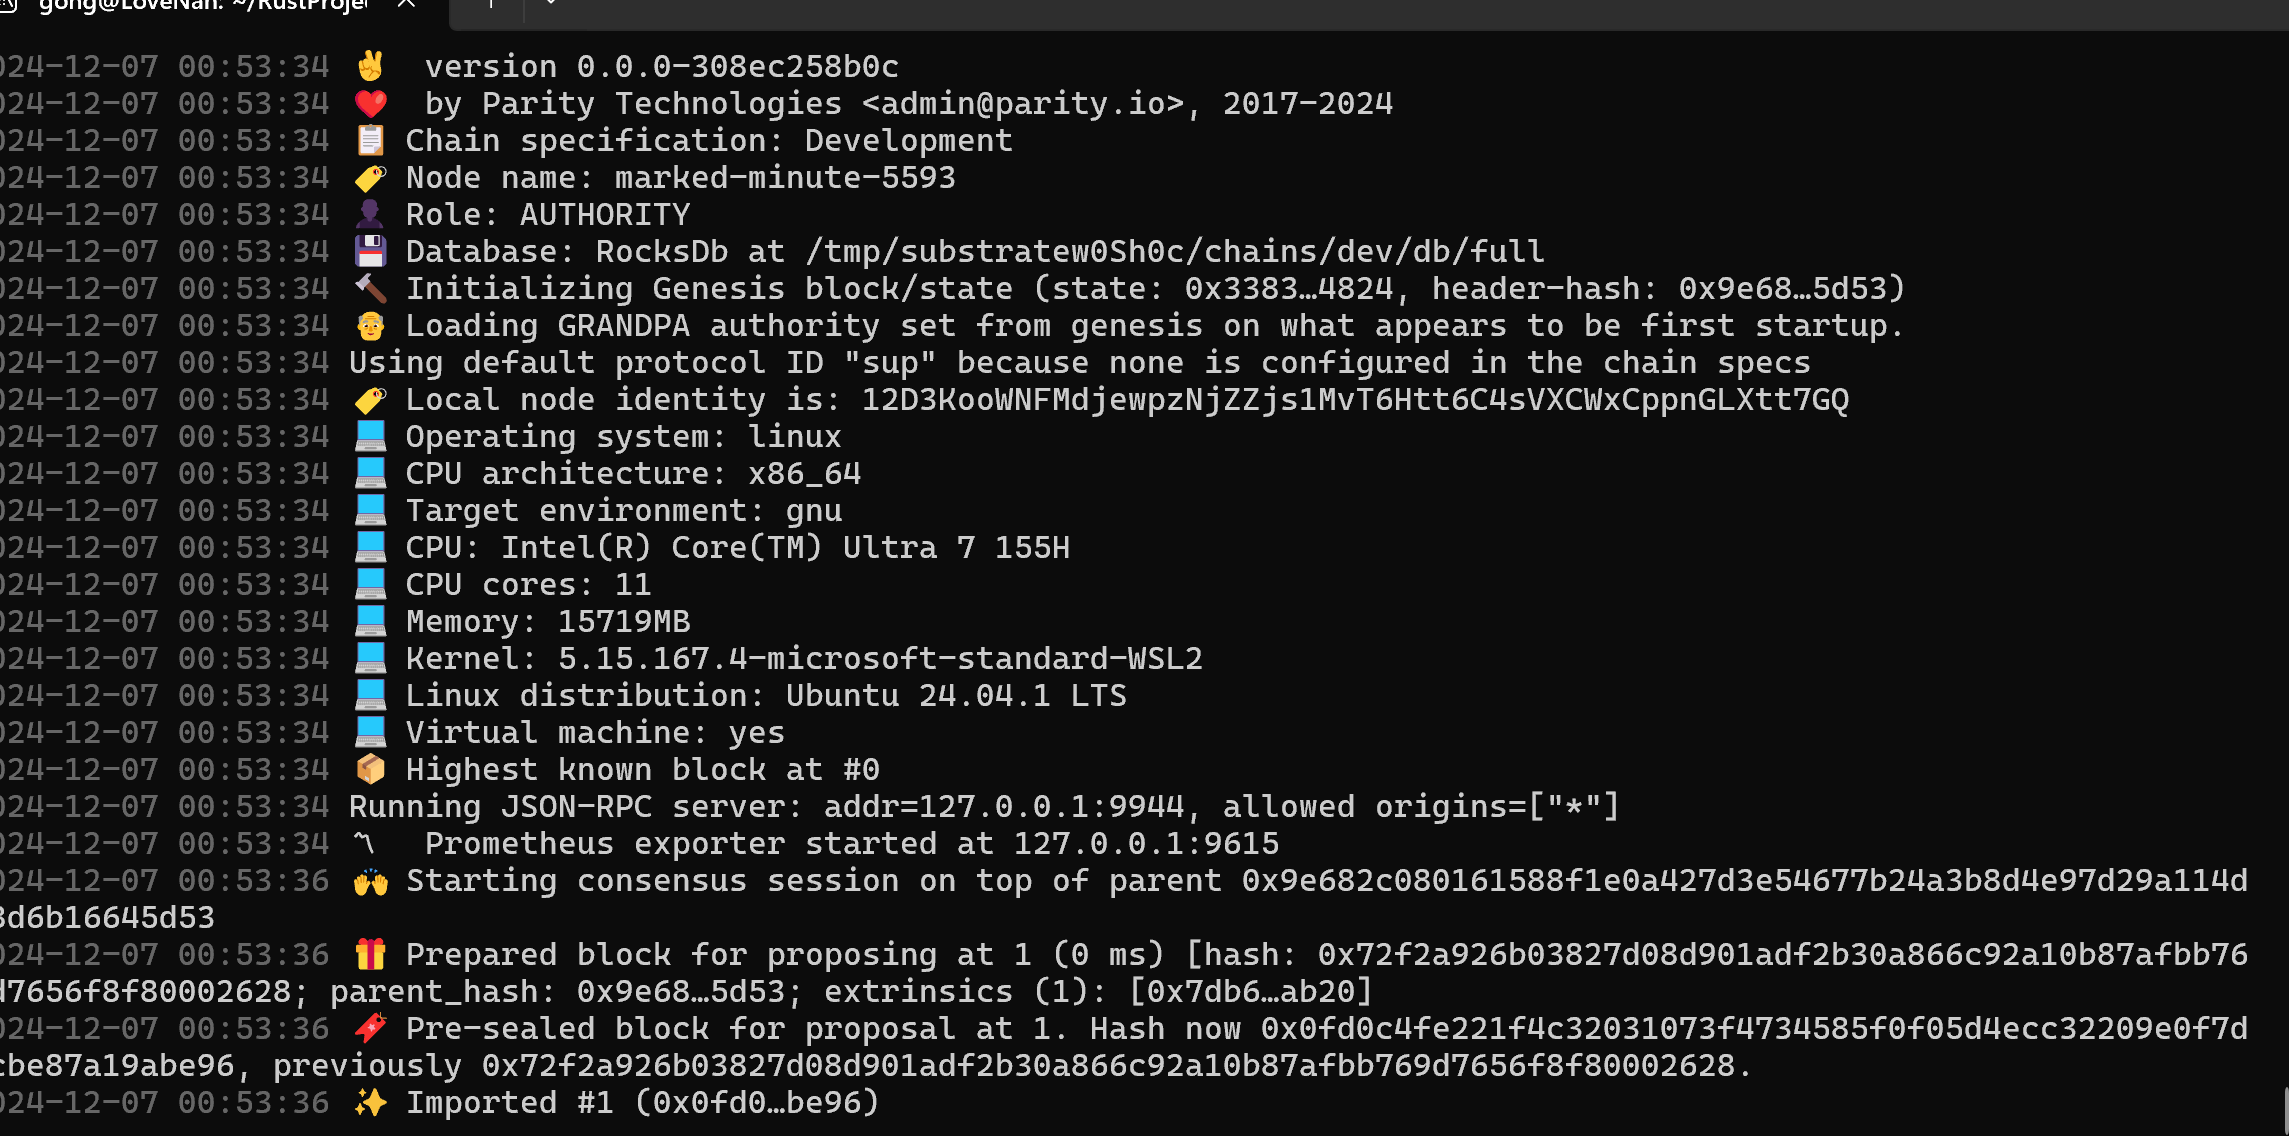 gong@LoveNan: ~/RustProje
024-12-07 00:53:34 ✌️  version 0.0.0-308ec258b0c
024-12-07 00:53:34 ❤️  by Parity Technologies <admin@parity.io>, 2017-2024
024-12-07 00:53:34 📋 Chain specification: Development
024-12-07 00:53:34 🏷 Node name: marked-minute-5593
024-12-07 00:53:34 👤 Role: AUTHORITY
024-12-07 00:53:34 💾 Database: RocksDb at /tmp/substratew0Sh0c/chains/dev/db/full
024-12-07 00:53:34 🔨 Initializing Genesis block/state (state: 0x3383…4824, header-hash: 0x9e68…5d53)
024-12-07 00:53:34 👴 Loading GRANDPA authority set from genesis on what appears to be first startup.
024-12-07 00:53:34 Using default protocol ID "sup" because none is configured in the chain specs
024-12-07 00:53:34 🏷 Local node identity is: 12D3KooWNFMdjewpzNjZZjs1MvT6Htt6C4sVXCWxCppnGLXtt7GQ
024-12-07 00:53:34 💻 Operating system: linux
024-12-07 00:53:34 💻 CPU architecture: x86_64
024-12-07 00:53:34 💻 Target environment: gnu
024-12-07 00:53:34 💻 CPU: Intel(R) Core(TM) Ultra 7 155H
024-12-07 00:53:34 💻 CPU cores: 11
024-12-07 00:53:34 💻 Memory: 15719MB
024-12-07 00:53:34 💻 Kernel: 5.15.167.4-microsoft-standard-WSL2
024-12-07 00:53:34 💻 Linux distribution: Ubuntu 24.04.1 LTS
024-12-07 00:53:34 💻 Virtual machine: yes
024-12-07 00:53:34 📦 Highest known block at #0
024-12-07 00:53:34 Running JSON-RPC server: addr=127.0.0.1:9944, allowed origins=["*"]
024-12-07 00:53:34 〽️  Prometheus exporter started at 127.0.0.1:9615
024-12-07 00:53:36 🙌 Starting consensus session on top of parent 0x9e682c080161588f1e0a427d3e54677b24a3b8d4e97d29a114d
3d6b16645d53
024-12-07 00:53:36 🎁 Prepared block for proposing at 1 (0 ms) [hash: 0x72f2a926b03827d08d901adf2b30a866c92a10b87afbb76
d7656f8f80002628; parent_hash: 0x9e68…5d53; extrinsics (1): [0x7db6…ab20]
024-12-07 00:53:36 🔖 Pre-sealed block for proposal at 1. Hash now 0x0fd0c4fe221f4c32031073f4734585f0f05d4ecc32209e0f7d
cbe87a19abe96, previously 0x72f2a926b03827d08d901adf2b30a866c92a10b87afbb769d7656f8f80002628.
024-12-07 00:53:36 ✨ Imported #1 (0x0fd0…be96)